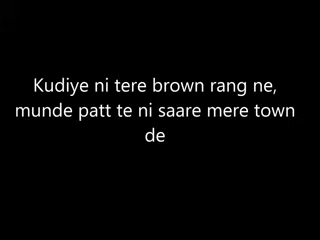 Kudiye ni tere brown rang ne,
munde patt te ni saare mere town
de